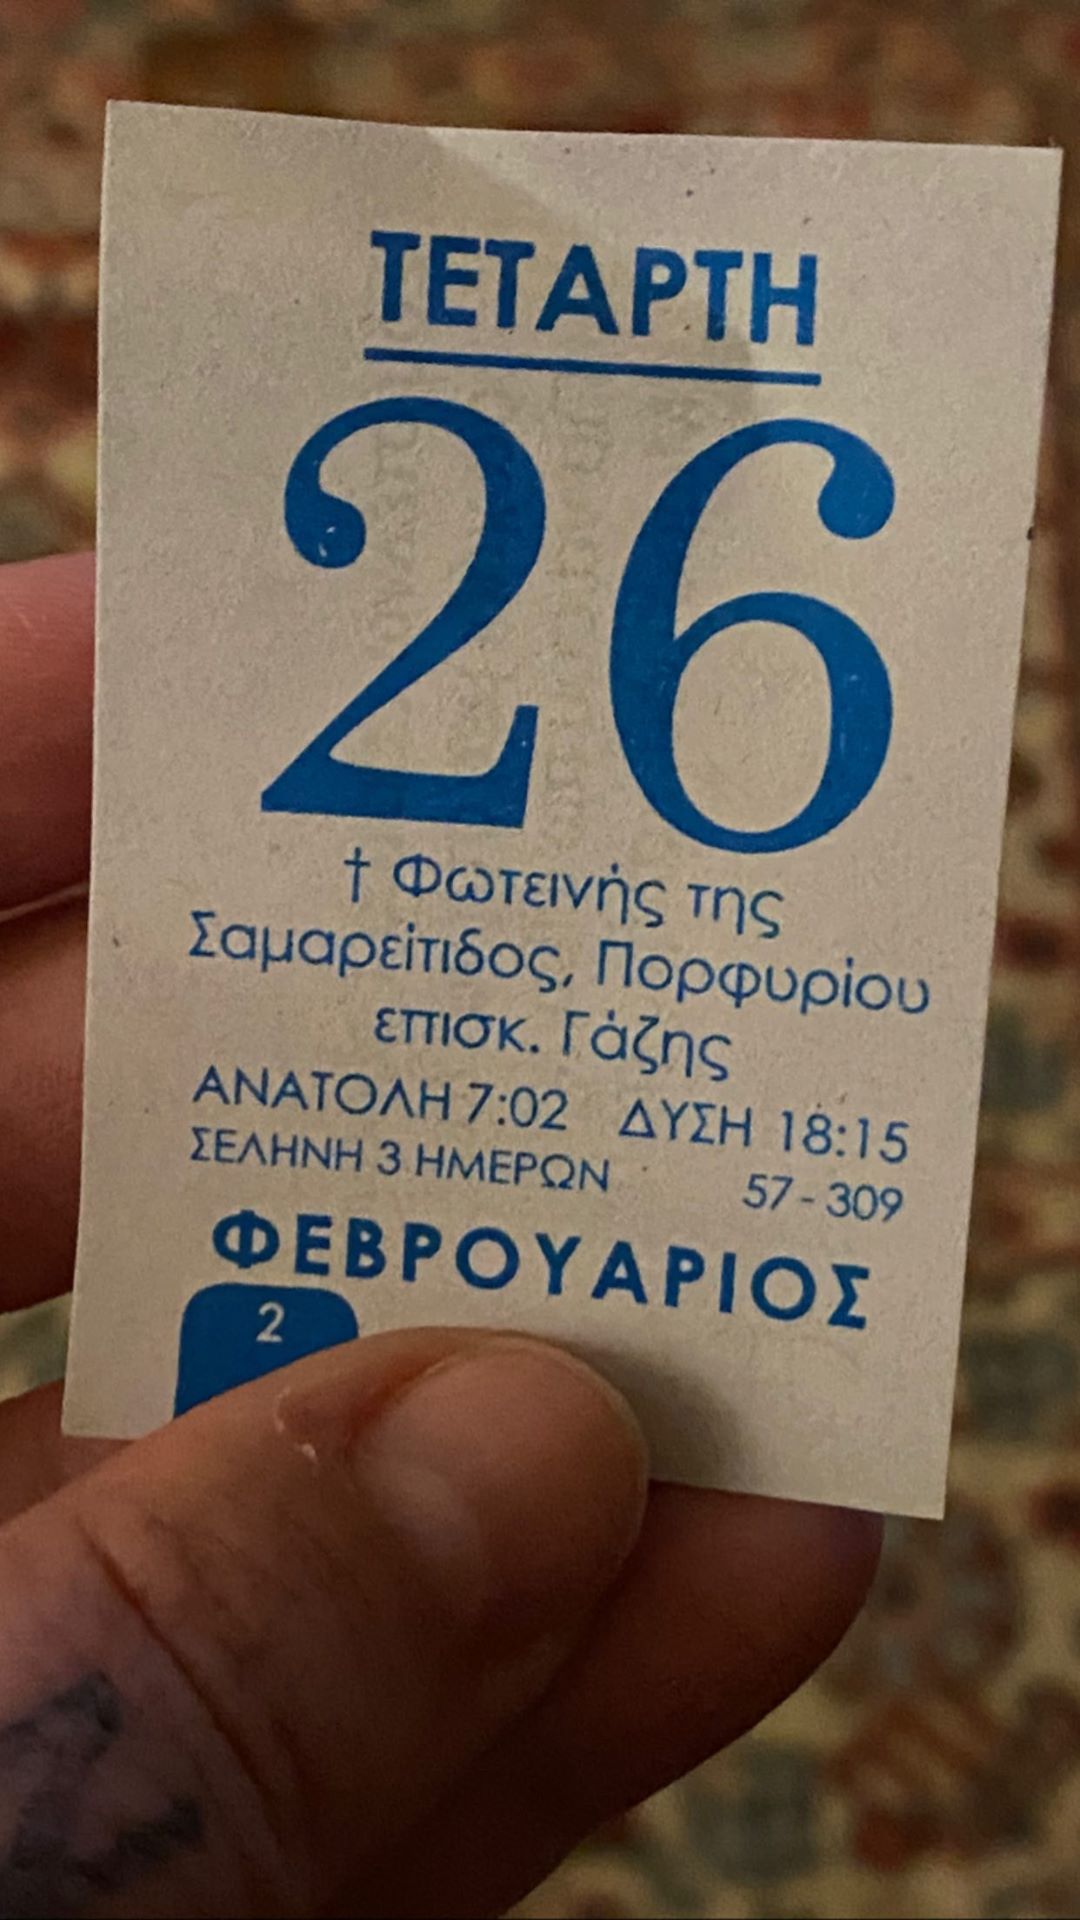 ΤΕΤΑΡΤΗ
26
† Φωτεινής της
Σαμαρείτιδος, Πορφυρίου
επισκ. Γάζης
ΑΝΑΤΟΛΗ 7:02 ΔΥΣΗ 18:15
ΣΕΛΗΝΗ 3 ΗΜΕΡΩΝ 57-309
ΦΕΒΡΟΥΑΡΙΟΣ
2